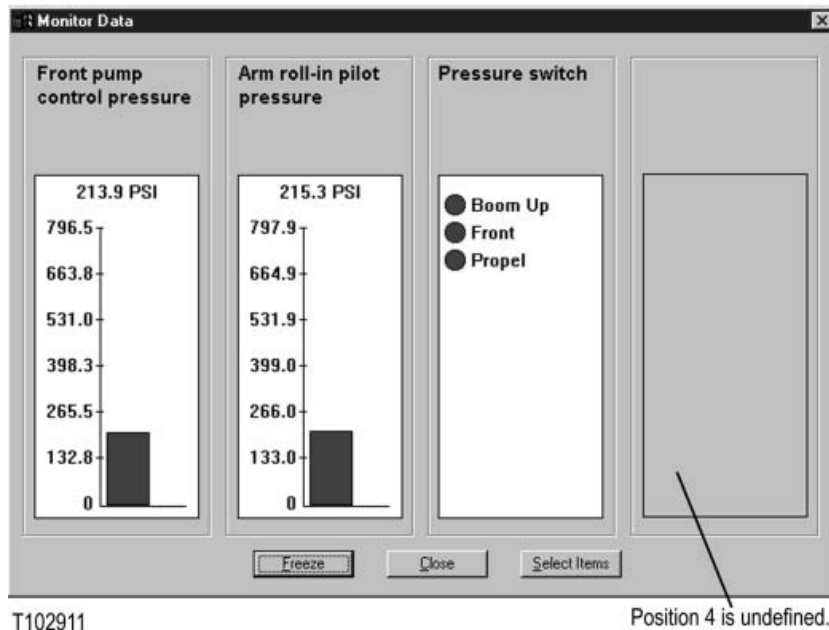 Monitor Data
Front pump
control pressure
213.9 PSI
796.5
663.8
531.0
398.3
265.5
132.8
0
Arm roll-in pilot
pressure
215.3 PSI
797.9
664.9
531.9
399.0
266.0
133.0
0
Pressure switch
Boom Up
Front
Propel
Freeze
Close
Select Items
T102911
Position 4 is undefined.